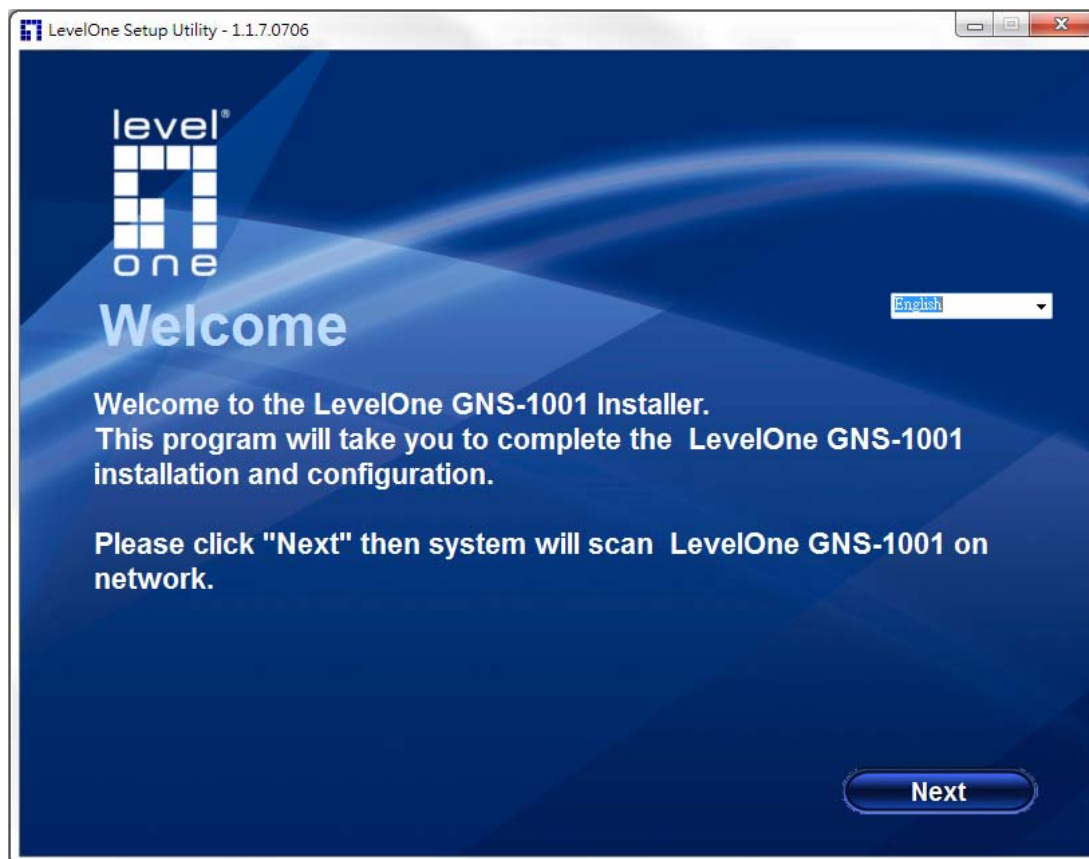 LevelOne Setup Utility - 1.1.7.0706
level®
one
Welcome
English
Welcome to the LevelOne GNS-1001 Installer.
This program will take you to complete the  LevelOne GNS-1001
installation and configuration.
Please click "Next" then system will scan  LevelOne GNS-1001 on
network.
Next